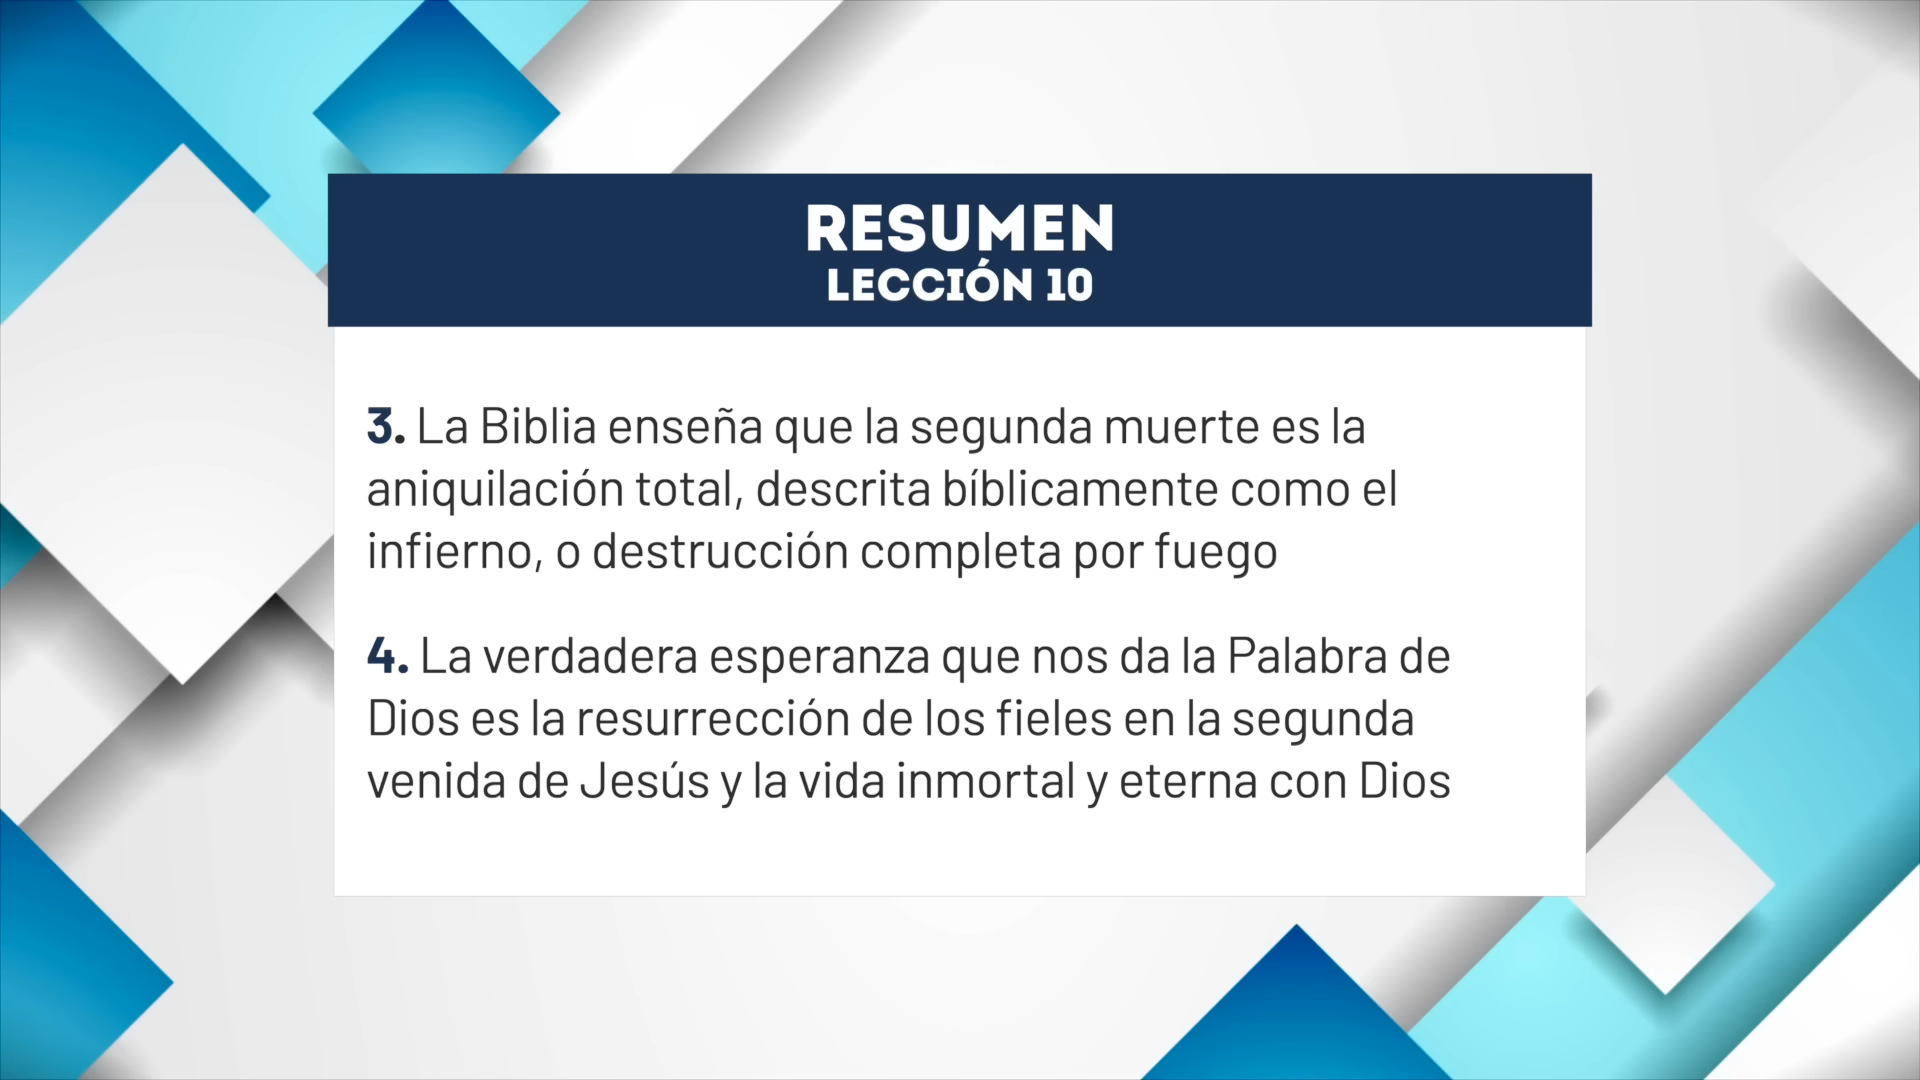 RESUMEN
LECCIÓN 10
3. La Biblia enseña que la segunda muerte es la
aniquilación total, descrita bíblicamente como el
infierno, o destrucción completa por fuego
4. La verdadera esperanza que nos da la Palabra de
Dios es la resurrección de los fieles en la segunda
venida de Jesús y la vida inmortal y eterna con Dios